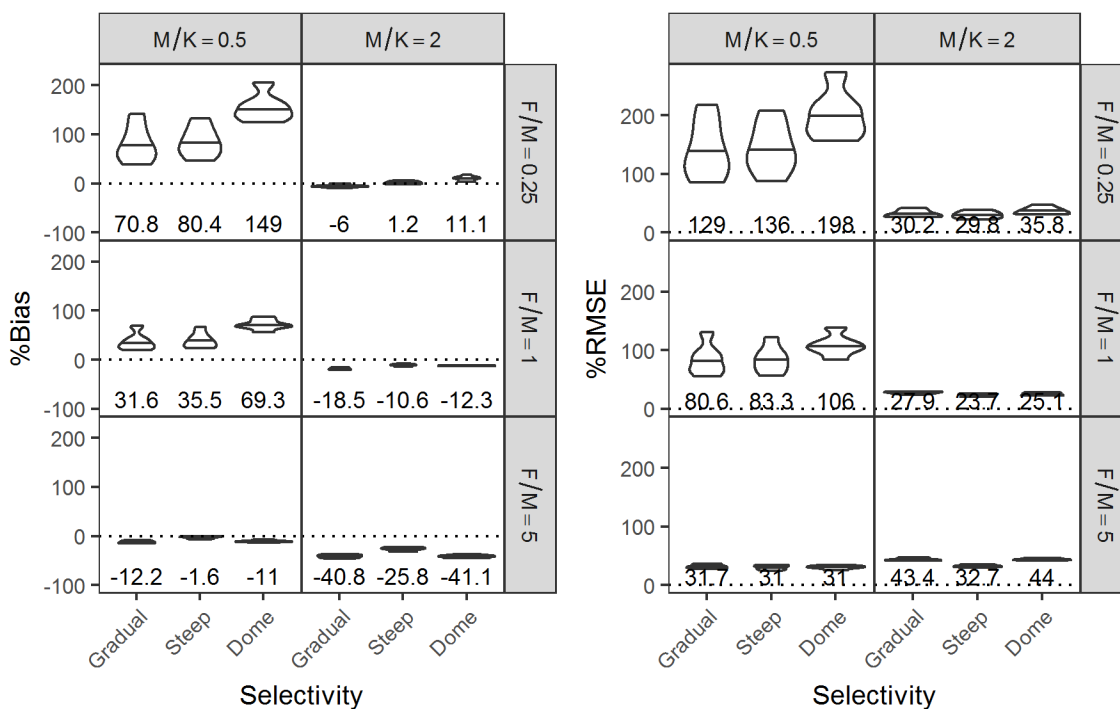 M/K = 0.5
M/K = 2
200
100
0
-100
70.8 80.4 149
-6 1.2 11.1
F/M = 0.25
%Bias
200
100
0
-100
31.6 35.5 69.3
-18.5 -10.6 -12.3
F/M = 1
200
100
0
-100
-12.2 -1.6 -11
-40.8 -25.8 -41.1
F/M = 5
Gradual Steep Dome
Gradual Steep Dome
Selectivity
M/K = 0.5
M/K = 2
200
100
0
129 136 198
30.2 29.8 35.8
F/M = 0.25
%RMSE
200
100
0
80.6 83.3 106
27.9 23.7 25.1
F/M = 1
200
100
0
31.7 31 31
43.4 32.7 44
F/M = 5
Gradual Steep Dome
Gradual Steep Dome
Selectivity